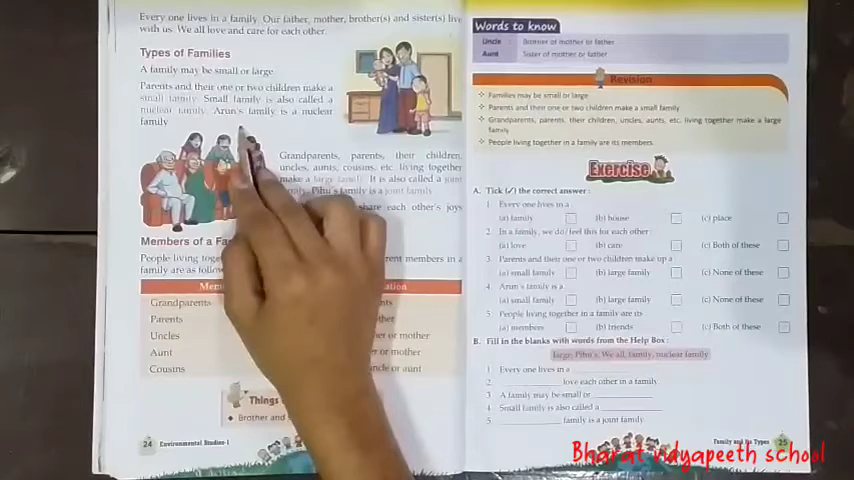 Every one lives in a family. Our father, mother, brother(s) and sister(s) live
with us. We all love and care for each other.
Types of Families
A family may be small or large.
Parents and their one or two children make a
small family. Small family is also called a
nuclear family. Arun's family is a nuclear
family
Grandparents, parents, their children,
uncles, aunts, cousins, etc. living together
make a large family. It is also called a joint
Pihu's family is a joint family.
share each other's joys
Members of a
People living
members in a
family are as
Grandparents
Parents
Uncles
er or mother
Aunt
er or mother
Cousins
uncle or aunt
Things
Brother and
24 Environmental Studies-1
Words to know
Uncle : Brother of mother or father
Aunt : Sister of mother or father
Revision
Families may be small or large
Parents and their one or two children make a small family
Grandparents, parents, their children, uncles, aunts, etc. living together make a large
family
People living together in a family are its members
Exercise
A. Tick (✓) the correct answer:
1 Every one lives in a
(a) family (b) house (c) place
2. In a family, we do/feel for each other
(a) love (b) care (c) Both of these
3 Parents and their one or two children make up a
(a) small family (b) large family (c) None of these
4. Arun's family is a
(a) small family (b) large family (c) None of these
5. People living together in a family are its
(a) members (b) friends (c) Both of these
B. Fill in the blanks with words from the Help Box:
large, Pihu's, We all, family, nuclear family
1 Every one lives in a
2. love each other in a family
3 A family may be small or
4 Small family is also called a
5. family is a joint family
Family and Its Types 25
Bharat vidyapeeth school